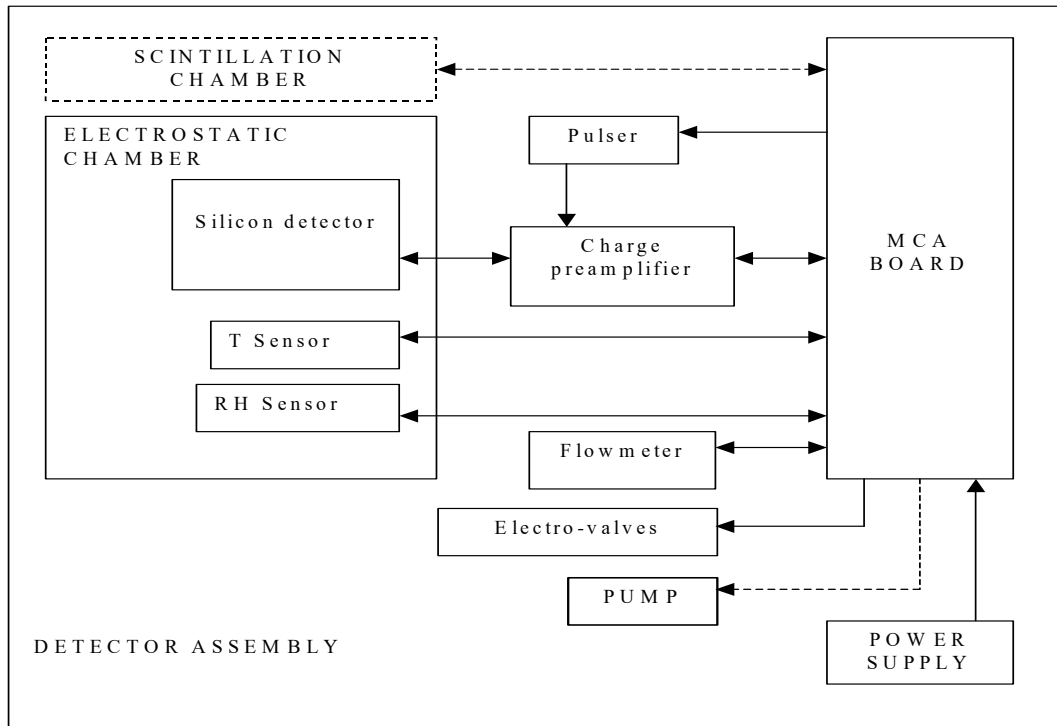 SCINTILLATION
CHAMBER
ELECTROSTATIC
CHAMBER
Pulser
Silicon detector
Charge
preamplifier
MCA
BOARD
T Sensor
RH Sensor
Flowmeter
Electro-valves
PUMP
DETECTOR ASSEMBLY
POWER
SUPPLY